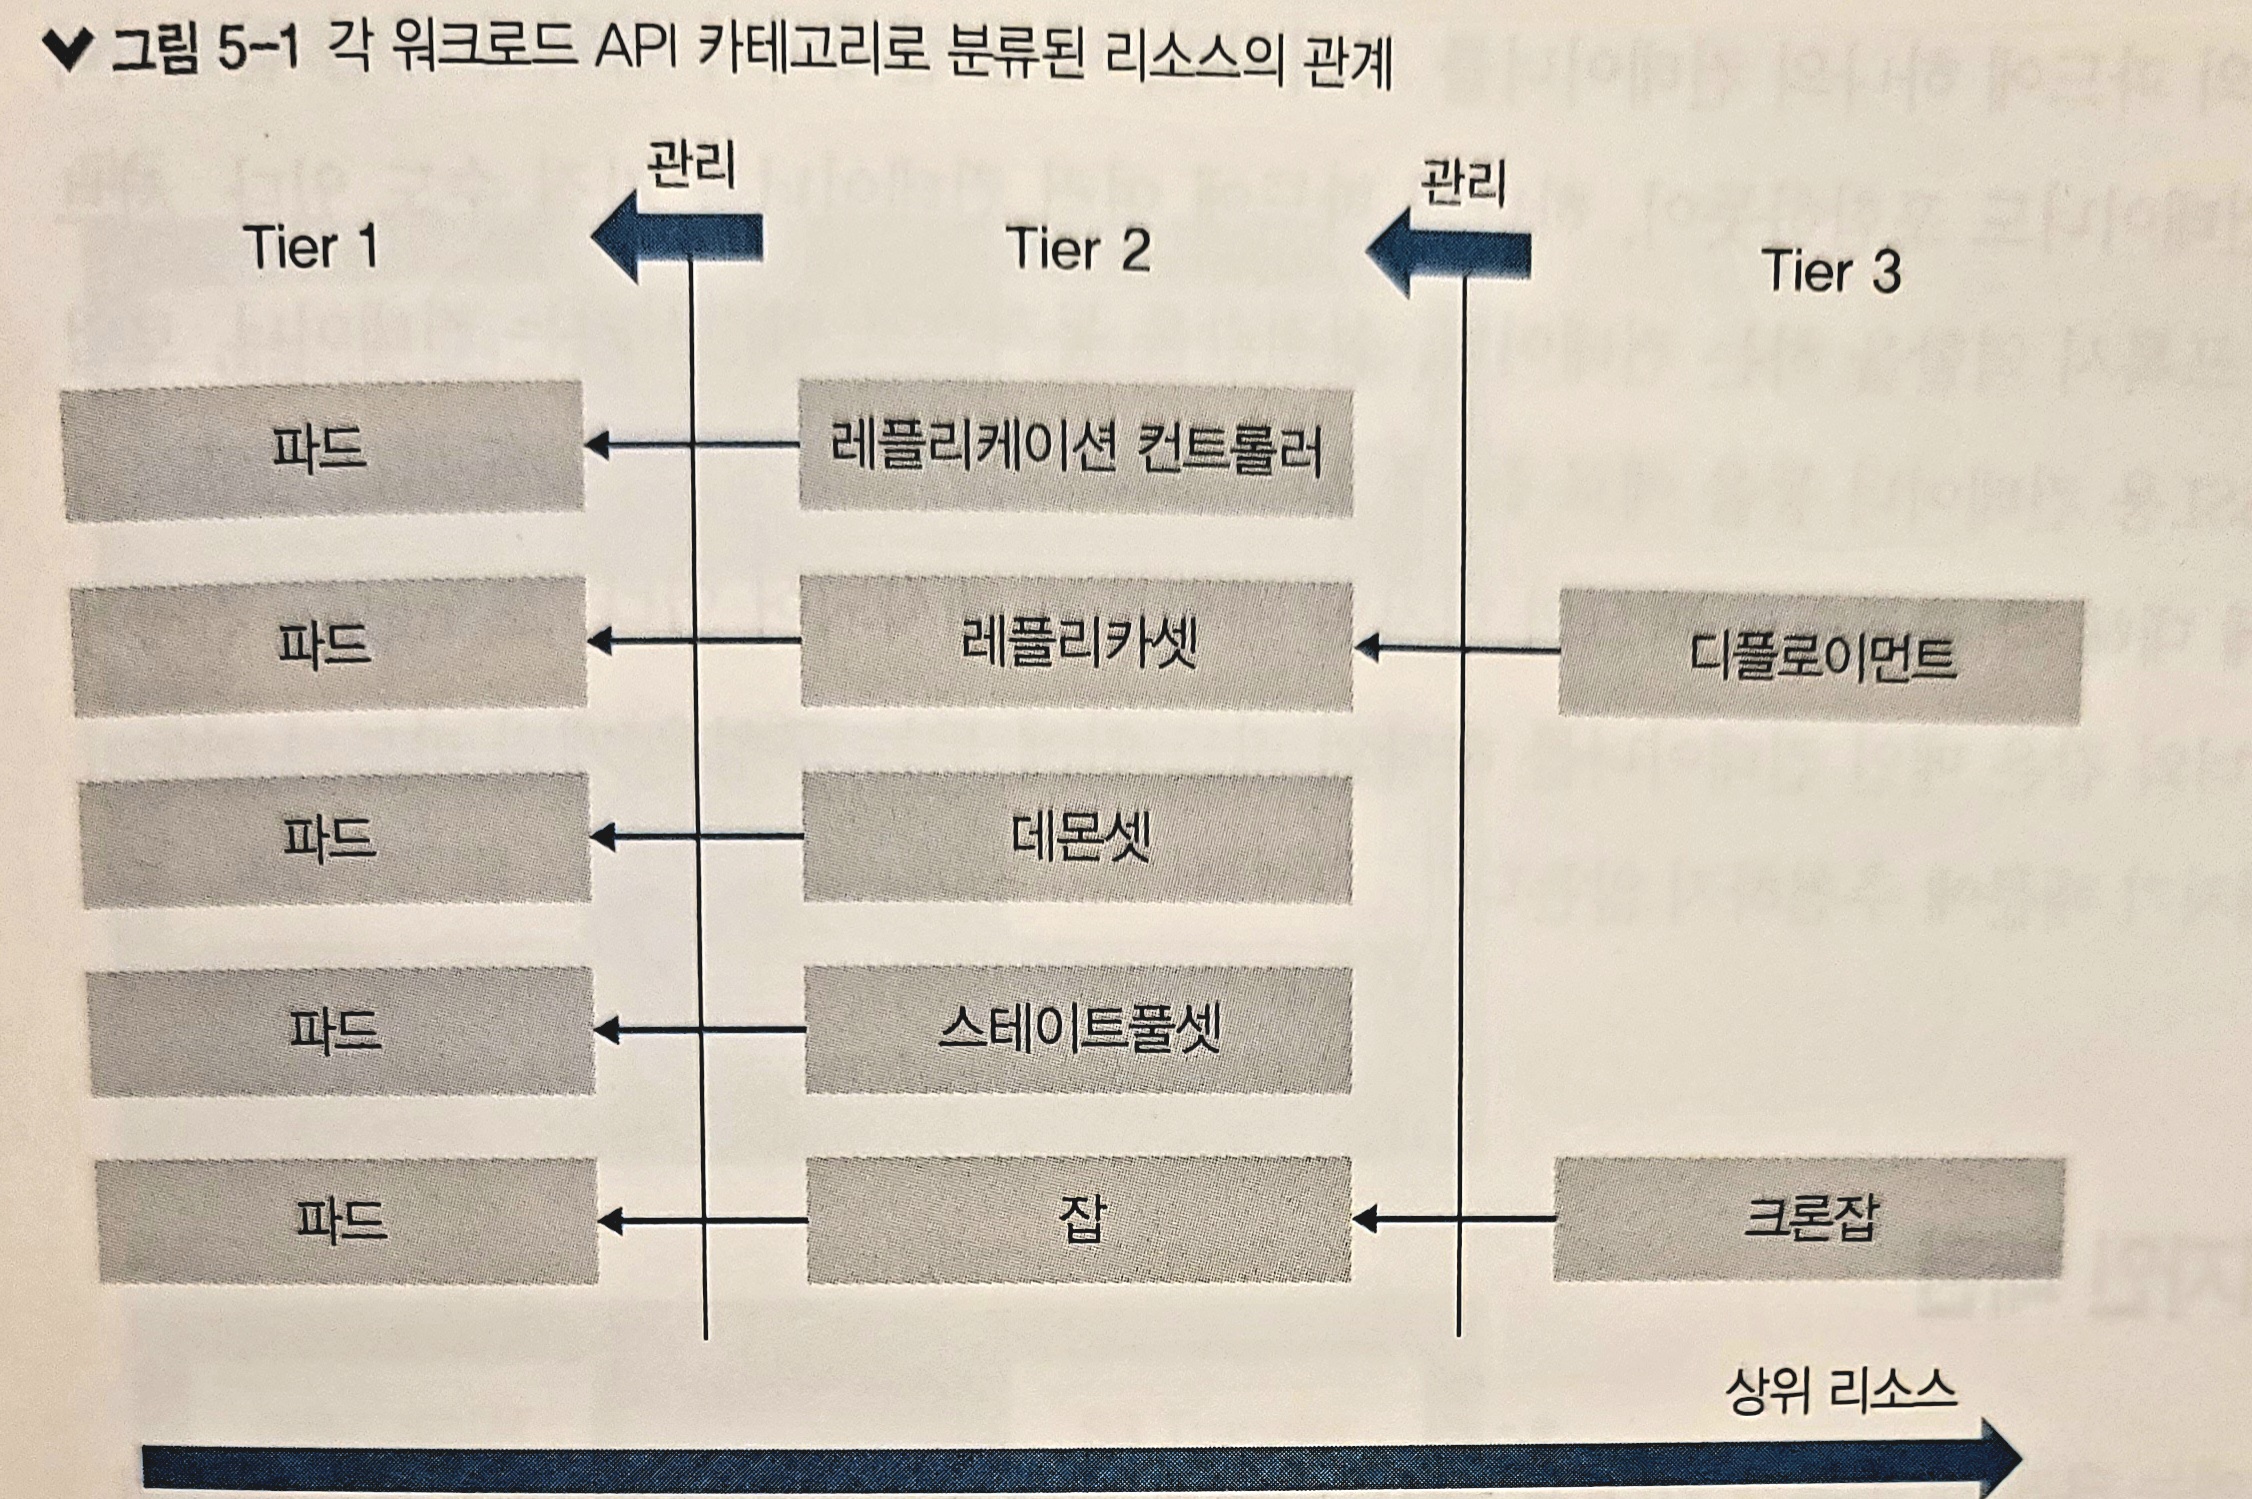 그림 5-1 각 워크로드 API 카테고리로 분류된 리소스의 관계
관리
관리
Tier 1
Tier 2
Tier 3
파드
레플리케이션 컨트롤러
파드
레플리카셋
디플로이먼트
파드
데몬셋
파드
스테이트풀셋
파드
잡
크론잡
상위 리소스